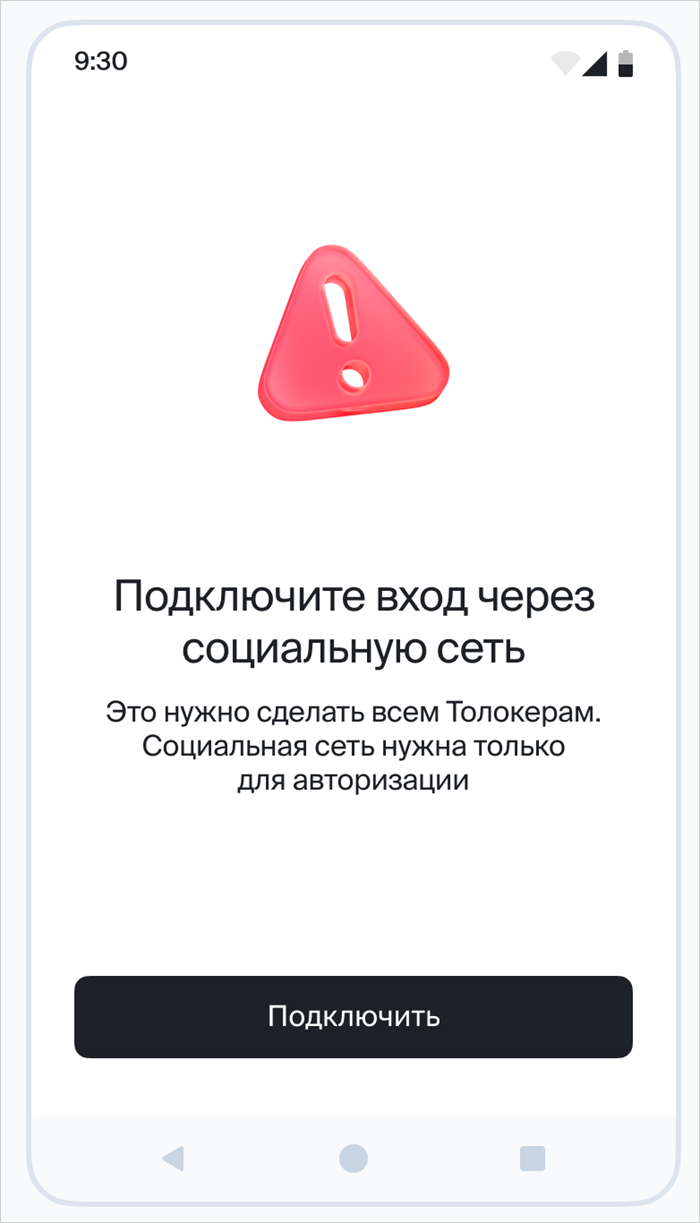 9:30
Подключите вход через
социальную сеть
Это нужно сделать всем Толокерам.
Социальная сеть нужна только
для авторизации
Подключить